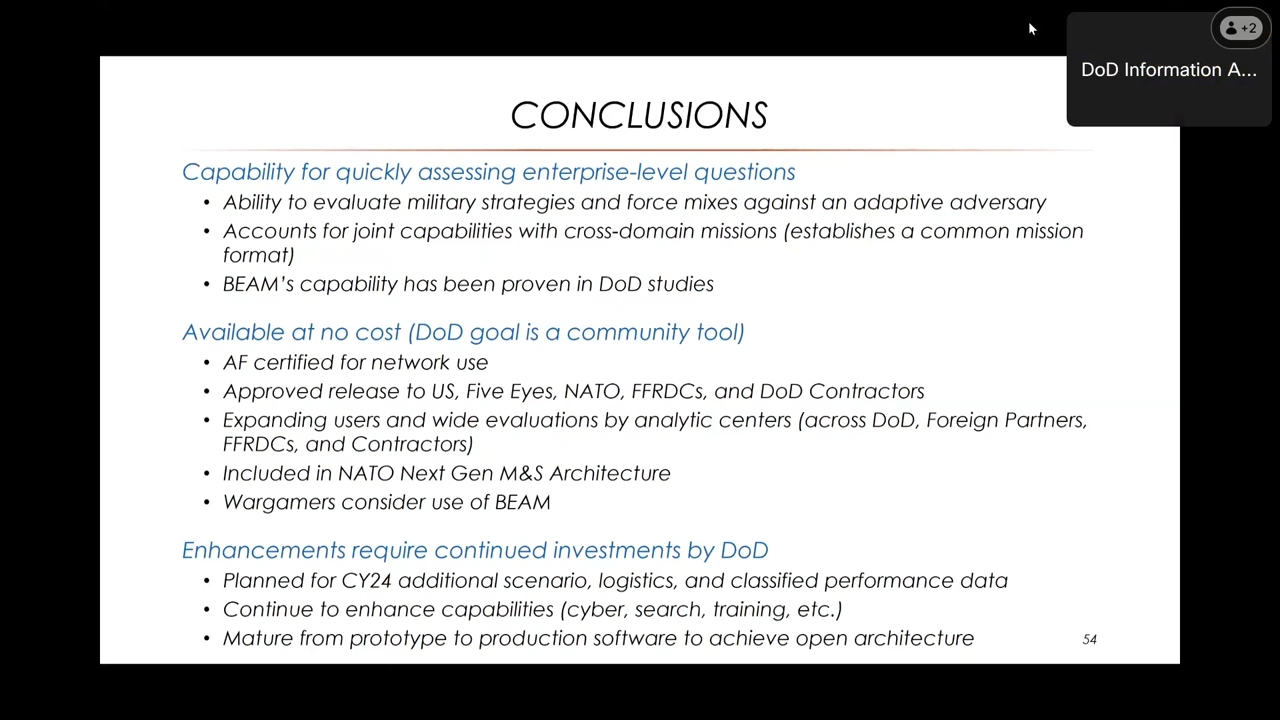 +2
DoD Information A...
CONCLUSIONS
Capability for quickly assessing enterprise-level questions
• Ability to evaluate military strategies and force mixes against an adaptive adversary
• Accounts for joint capabilities with cross-domain missions (establishes a common mission
format)
• BEAM's capability has been proven in DoD studies
Available at no cost (DoD goal is a community tool)
• AF certified for network use
• Approved release to US, Five Eyes, NATO, FFRDCs, and DoD Contractors
• Expanding users and wide evaluations by analytic centers (across DoD, Foreign Partners,
FFRDCs, and Contractors)
• Included in NATO Next Gen M&S Architecture
• Wargamers consider use of BEAM
Enhancements require continued investments by DoD
• Planned for CY24 additional scenario, logistics, and classified performance data
• Continue to enhance capabilities (cyber, search, training, etc.)
• Mature from prototype to production software to achieve open architecture
54